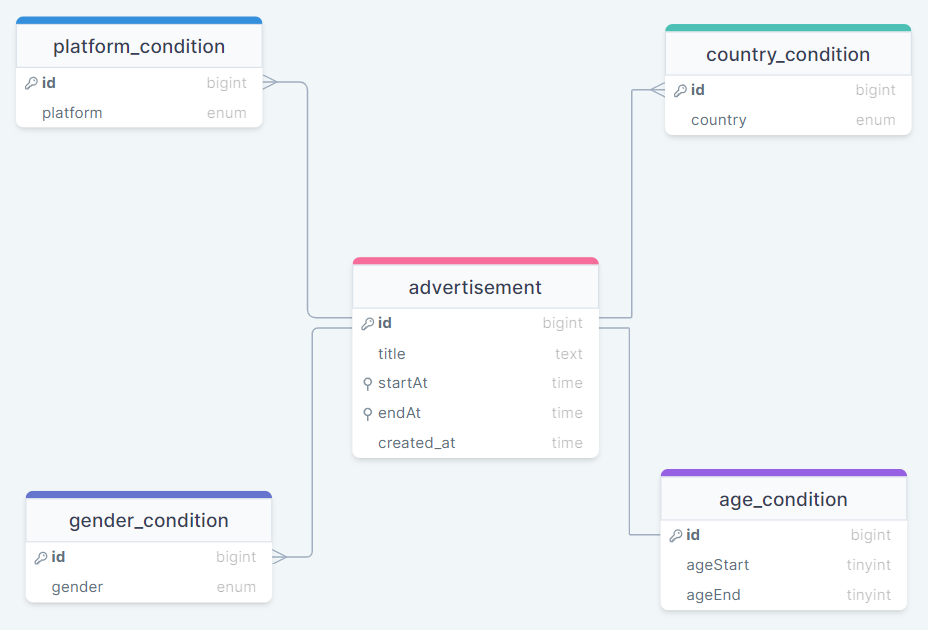 platform_condition
id bigint
platform enum
country_condition
id bigint
country enum
advertisement
id bigint
title text
startAt time
endAt time
created_at time
gender_condition
id bigint
gender enum
age_condition
id bigint
ageStart tinyint
ageEnd tinyint